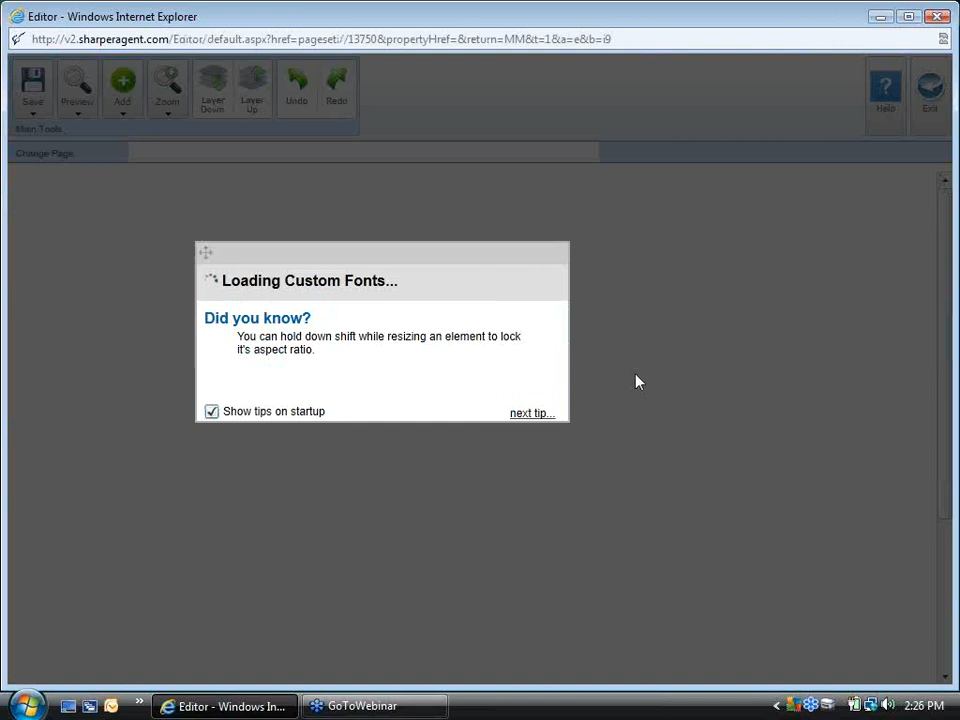 Editor - Windows Internet Explorer
http://v2.sharperagent.com/Editor/default.aspx?href=pageset://13750&propertyHref=&return=MM&t=1&a=e&b=i9
Save Preview Add Zoom Layer Down Layer Up Undo Redo Help Exit
Main Tools
Change Page
Loading Custom Fonts...
Did you know?
You can hold down shift while resizing an element to lock
it's aspect ratio.
Show tips on startup next tip...
Editor - Windows In... GoToWebinar 2:26 PM